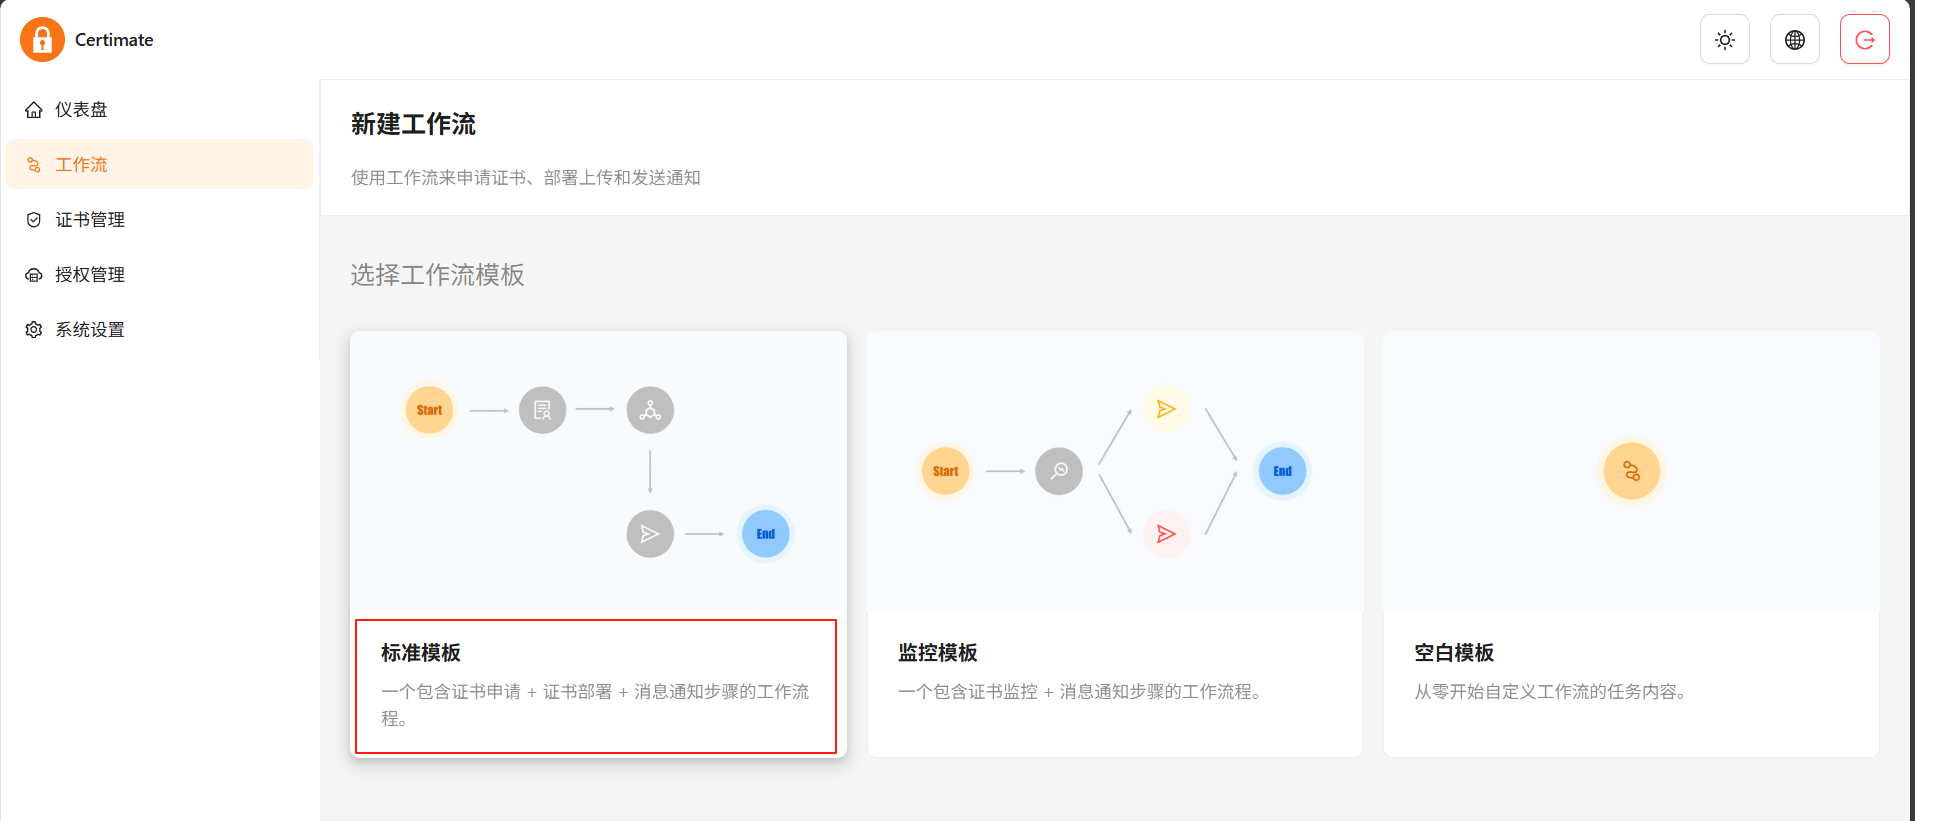 Certimate
仪表盘
工作流
证书管理
授权管理
系统设置
新建工作流
使用工作流来申请证书、部署上传和发送通知
选择工作流模板
Start
End
标准模板
一个包含证书申请 + 证书部署 + 消息通知步骤的工作流
程。
Start
End
监控模板
一个包含证书监控 + 消息通知步骤的工作流程。
空白模板
从零开始自定义工作流的任务内容。